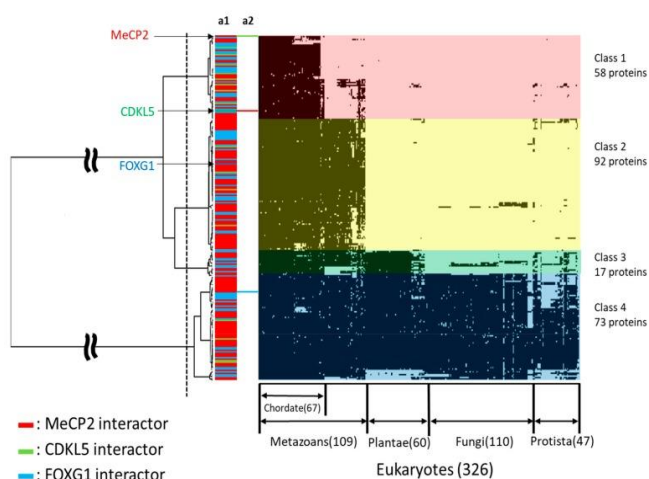 a1 a2
MeCP2
CDKL5
FOXG1
Class 1
58 proteins
Class 2
92 proteins
Class 3
17 proteins
Class 4
73 proteins
Chordate(67)
Metazoans(109) Plantae(60) Fungi(110) Protista(47)
Eukaryotes (326)
: MeCP2 interactor
: CDKL5 interactor
: FOXG1 interactor